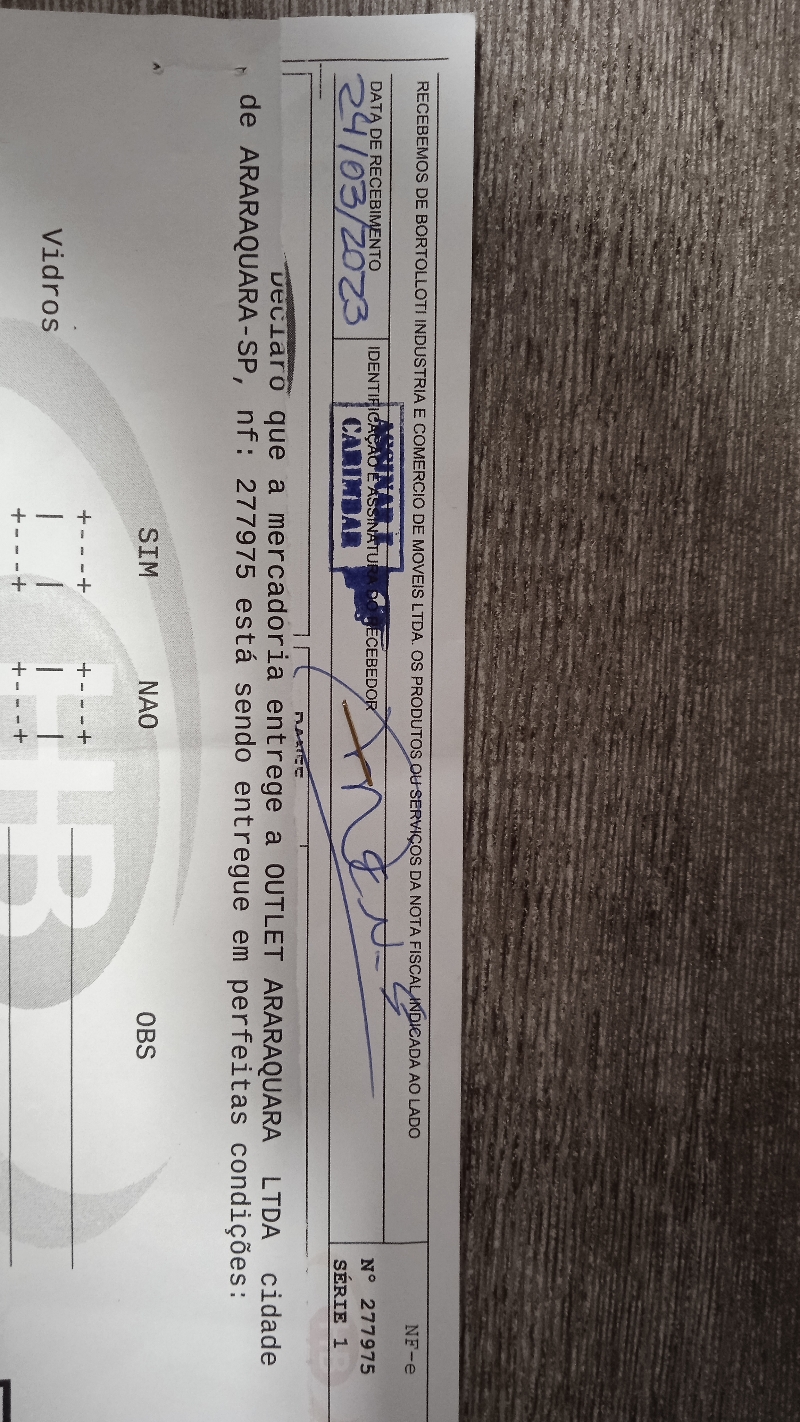 RECEBEMOS DE BORTOLLOTI INDUSTRIA E COMERCIO DE MOVEIS LTDA. OS PRODUTOS OU SERVIÇOS DA NOTA FISCAL INDICADA AO LADO
NF-e
DATA DE RECEBIMENTO
24/03/2023
IDENTIFICAÇÃO E ASSINATURA DO RECEBEDOR
ASSINAR E
CARIMBAR
Nº 277975
SÉRIE 1
Declaro que a mercadoria entrege a OUTLET ARARAQUARA LTDA cidade
de ARARAQUARA-SP, nf: 277975 está sendo entregue em perfeitas condições:
SIM NAO OBS
+---+ +---+
Vidros | | | |
+---+ +---+
HB